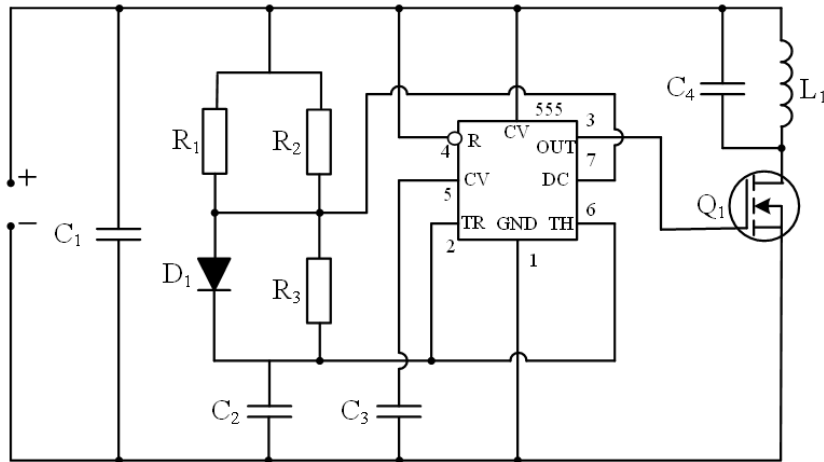 +
−
C1
R1
R2
D1
R3
C2
C3
555
4
R
CV
OUT
3
7
CV
5
DC
TR
GND
TH
6
2
1
C4
L1
Q1